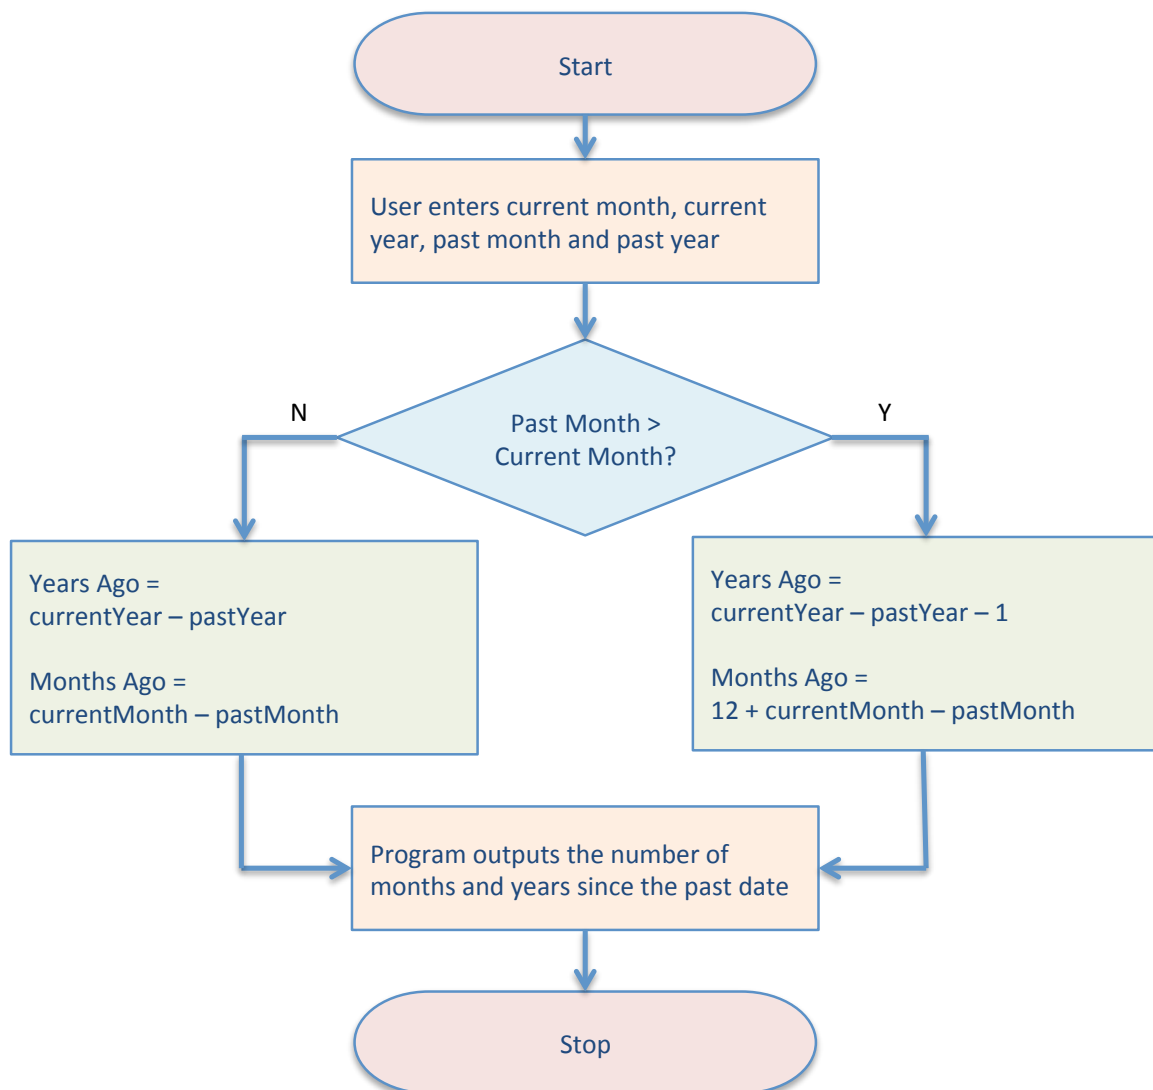 Start
User enters current month, current
year, past month and past year
N
Y
Past Month >
Current Month?
Years Ago =
currentYear – pastYear
Months Ago =
currentMonth – pastMonth
Years Ago =
currentYear – pastYear – 1
Months Ago =
12 + currentMonth – pastMonth
Program outputs the number of
months and years since the past date
Stop